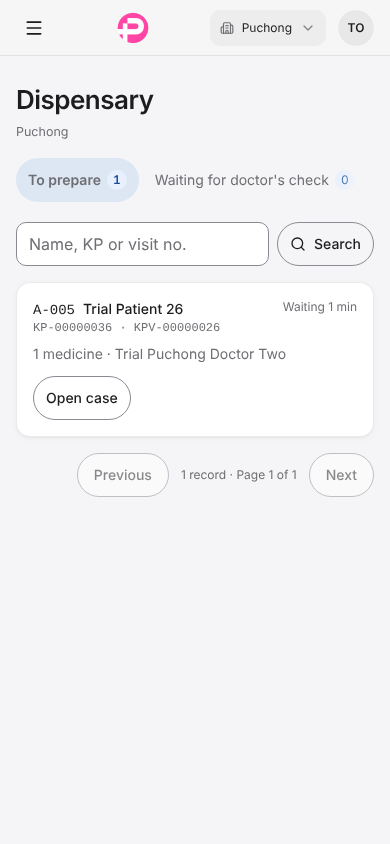 Puchong
TO
Dispensary
Puchong
To prepare 1 Waiting for doctor's check 0
Name, KP or visit no. Search
A-005 Trial Patient 26 Waiting 1 min
KP-00000036 · KPV-00000026
1 medicine · Trial Puchong Doctor Two
Open case
Previous 1 record · Page 1 of 1 Next